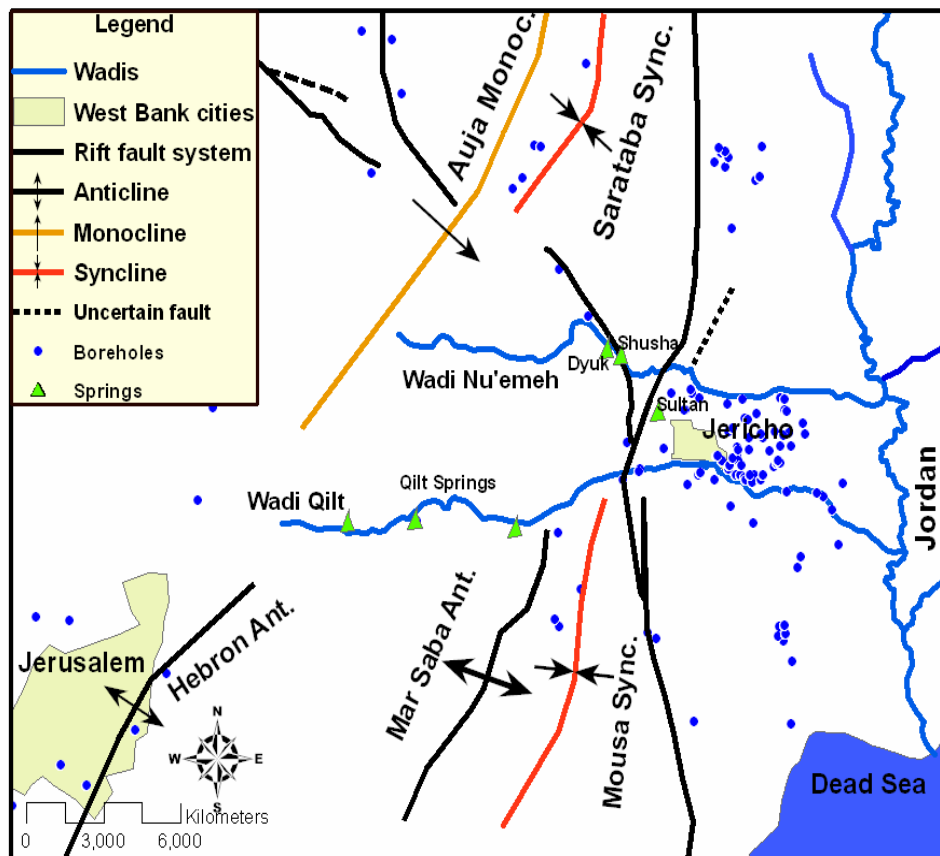 Legend
Wadis
West Bank cities
Rift fault system
Anticline
Monocline
Syncline
Uncertain fault
Boreholes
Springs
Auja Monoc.
Sarataba Sync.
Shusha
Dyuk
Wadi Nu'emeh
Sultan
Jericho
Qilt Springs
Wadi Qilt
Jordan
Hebron Ant.
Jerusalem
Mar Saba Ant.
Mousa Sync.
N
W E
S
Dead Sea
Kilometers
0 3,000 6,000